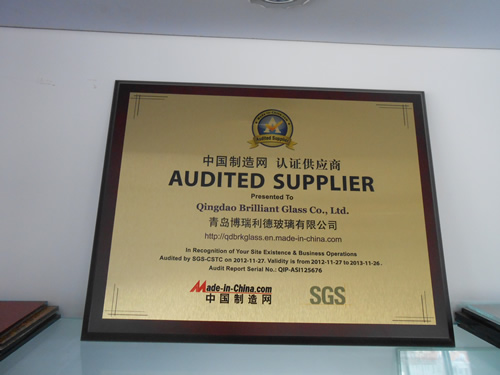 Audited Supplier
中国制造网 认证供应商
AUDITED SUPPLIER
Presented To
Qingdao Brilliant Glass Co., Ltd.
青岛博瑞利德玻璃有限公司
http://qdbrkglass.en.made-in-china.com
In Recognition of Your Site Existence & Business Operations
Audited by SGS-CSTC on 2012-11-27. Validity is from 2012-11-27 to 2013-11-26.
Audit Report Serial No.: QIP-ASI125676
Made-in-China.com
中国制造网
SGS